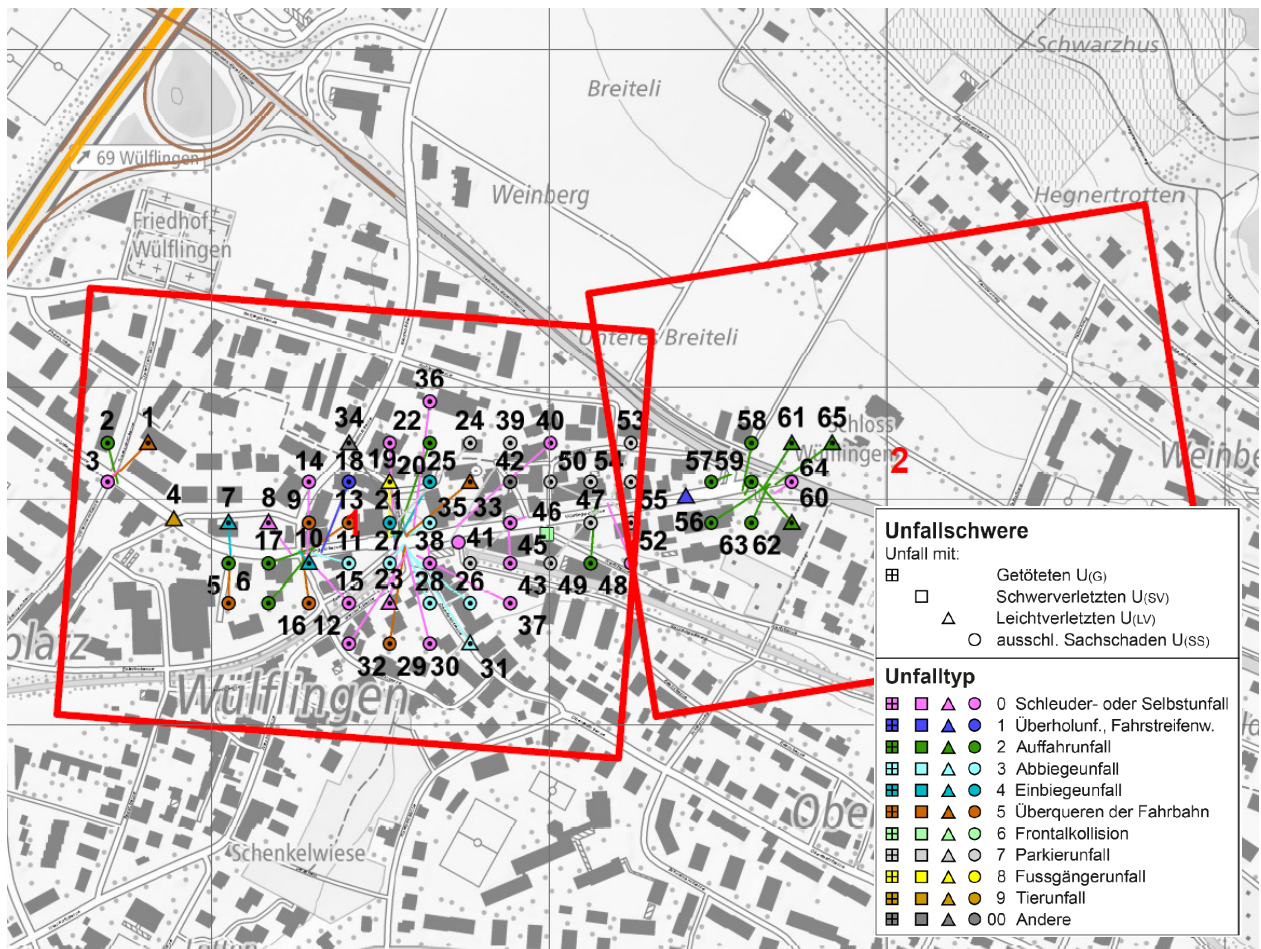 Schwarzhus
Breiteli
69 Wülflingen
Weinberg
Hegnertrotten
Friedhof
Wülflingen
Unteres Breiteli
36
2 1 34 22 24 39 40 53 58 61 65
Schloss
Wülflingen
2
3 14 18 19 20 25 42 50 54 57 59 64
4 7 8 9 13 21 35 33 46 47 55 56 60
1
17 10 11 27 38 41 45 52 63 62
5 6 15 23 28 26 43 49 48
16 12 37
32 29 30 31
Wülflingen
Schenkelwiese
Unfallschwere
Unfall mit:
Getöteten U(G)
Schwerverletzten U(SV)
Leichtverletzten U(LV)
ausschl. Sachschaden U(SS)
Unfalltyp
0 Schleuder- oder Selbstunfall
1 Überholunf., Fahrstreifenw.
2 Auffahrunfall
3 Abbiegeunfall
4 Einbiegeunfall
5 Überqueren der Fahrbahn
6 Frontalkollision
7 Parkierunfall
8 Fussgängerunfall
9 Tierunfall
00 Andere